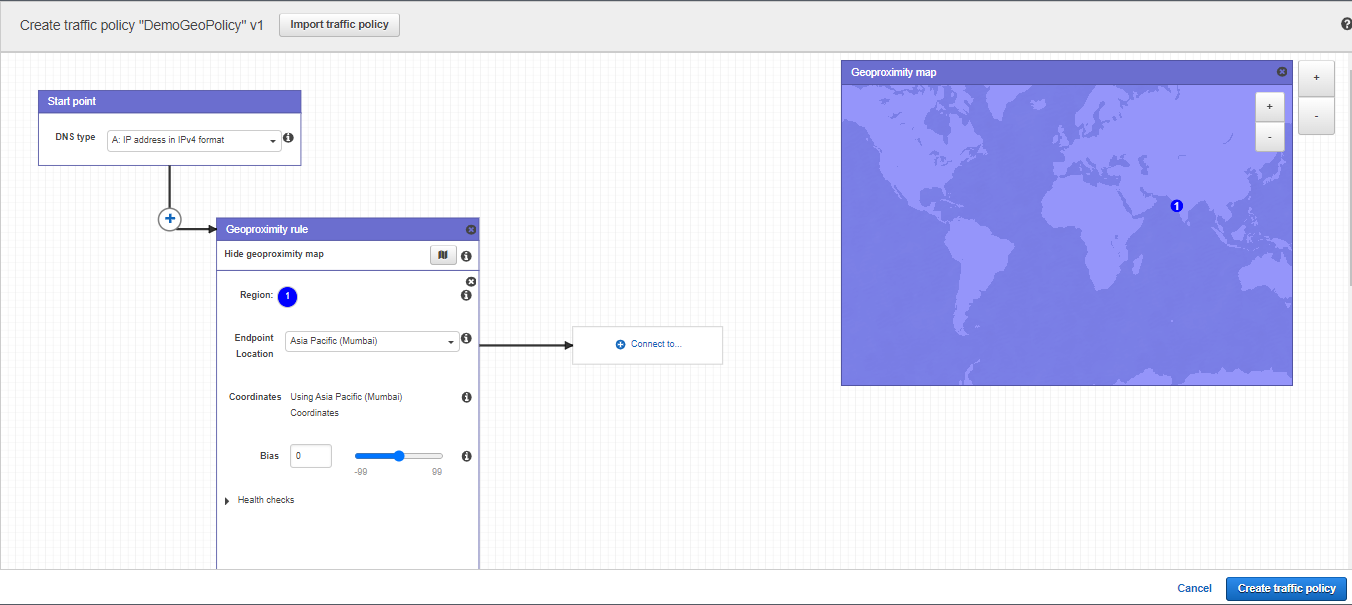 Create traffic policy "DemoGeoPolicy" v1
Import traffic policy
?
Start point
DNS type
A: IP address in IPv4 format
i
+
Geoproximity rule
Hide geoproximity map
i
Region:
1
i
Endpoint
Location
Asia Pacific (Mumbai)
i
Coordinates
Using Asia Pacific (Mumbai)
Coordinates
i
Bias
0
-99
99
i
Health checks
Connect to...
Geoproximity map
+
-
1
+
-
Cancel
Create traffic policy